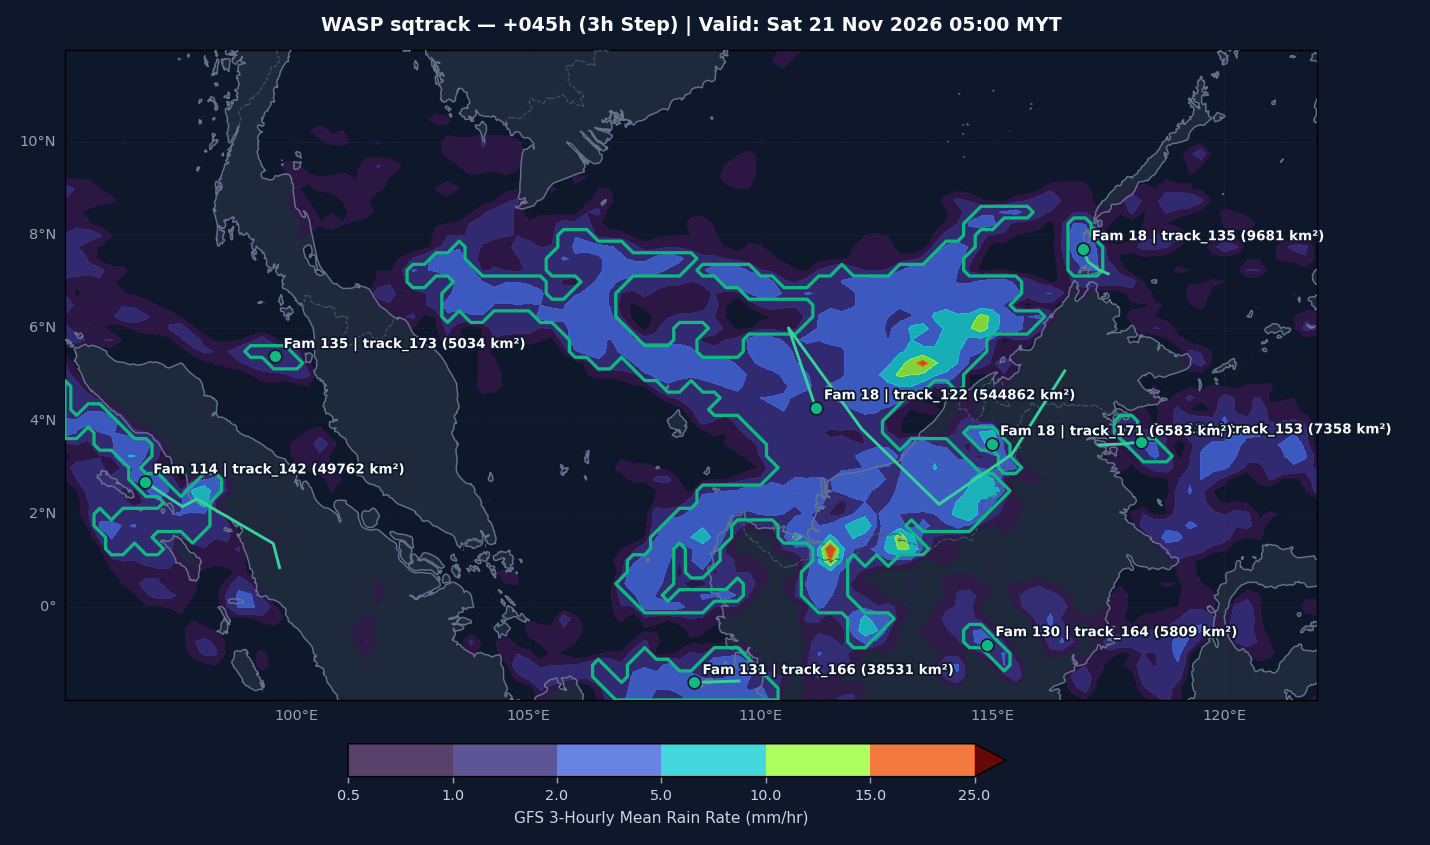 WASP sqtrack — +045h (3h Step) | Valid: Sat 21 Nov 2026 05:00 MYT
10°N
8°N
6°N
4°N
2°N
0°
Fam 18 | track_135 (9681 km²)
Fam 135 | track_173 (5034 km²)
Fam 18 | track_122 (544862 km²)
Fam 18 | track_171 (6583 km²)
track_153 (7358 km²)
Fam 114 | track_142 (49762 km²)
Fam 130 | track_164 (5809 km²)
Fam 131 | track_166 (38531 km²)
100°E
105°E
110°E
115°E
120°E
0.5
1.0
2.0
5.0
10.0
15.0
25.0
GFS 3-Hourly Mean Rain Rate (mm/hr)